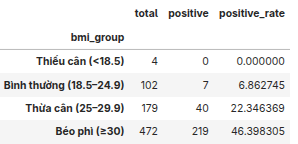 total positive positive_rate
bmi_group
Thiếu cân (<18.5) 4 0 0.000000
Bình thường (18.5–24.9) 102 7 6.862745
Thừa cân (25–29.9) 179 40 22.346369
Béo phì (≥30) 472 219 46.398305